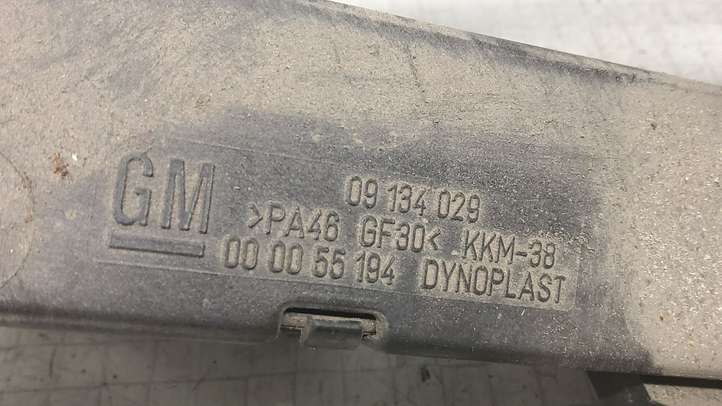 GM
09 134 029
>PA46 GF30< KKM-38
00 00 55 194 DYNOPLAST